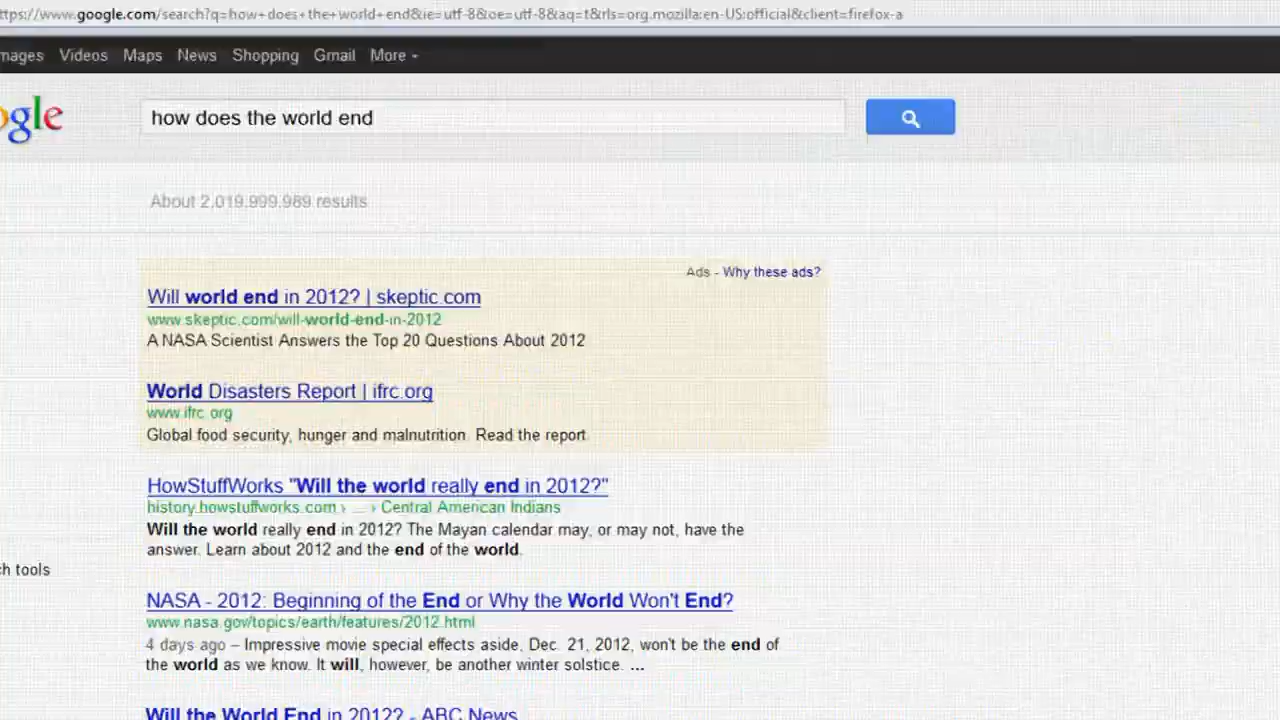 ttps://www.google.com/search?q=how+does+the+world+end&ie=utf-8&oe=utf-8&aq=t&rls=org.mozilla:en-US:official&client=firefox-a
mages Videos Maps News Shopping Gmail More
ogle
how does the world end
About 2,019,999,989 results
Ads - Why these ads?
Will world end in 2012? | skeptic.com
www.skeptic.com/will-world-end-in-2012
A NASA Scientist Answers the Top 20 Questions About 2012
World Disasters Report | ifrc.org
www.ifrc.org
Global food security, hunger and malnutrition. Read the report.
HowStuffWorks "Will the world really end in 2012?"
history.howstuffworks.com › ... › Central American Indians
Will the world really end in 2012? The Mayan calendar may, or may not, have the
answer. Learn about 2012 and the end of the world.
ch tools
NASA - 2012: Beginning of the End or Why the World Won't End?
www.nasa.gov/topics/earth/features/2012.html
4 days ago – Impressive movie special effects aside, Dec. 21, 2012, won't be the end of
the world as we know. It will, however, be another winter solstice. ...
Will the World End in 2012? - ABC News